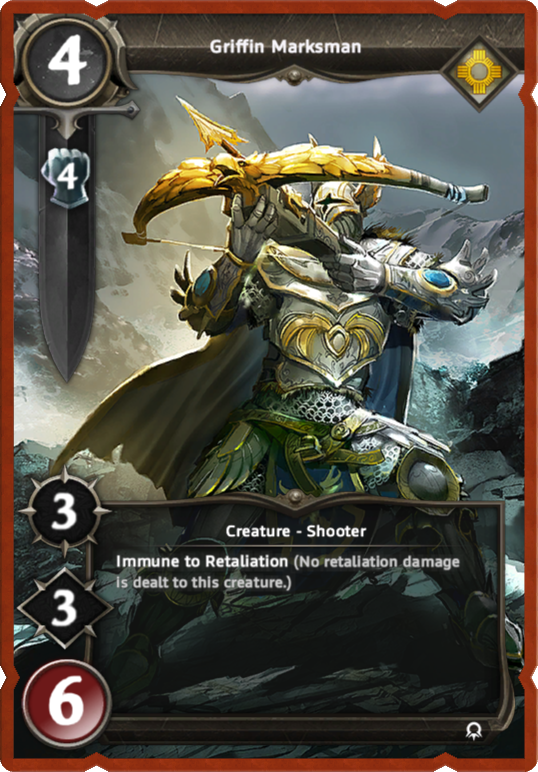 4
Griffin Marksman
4
3
Creature - Shooter
Immune to Retaliation (No retaliation damage
is dealt to this creature.)
3
6